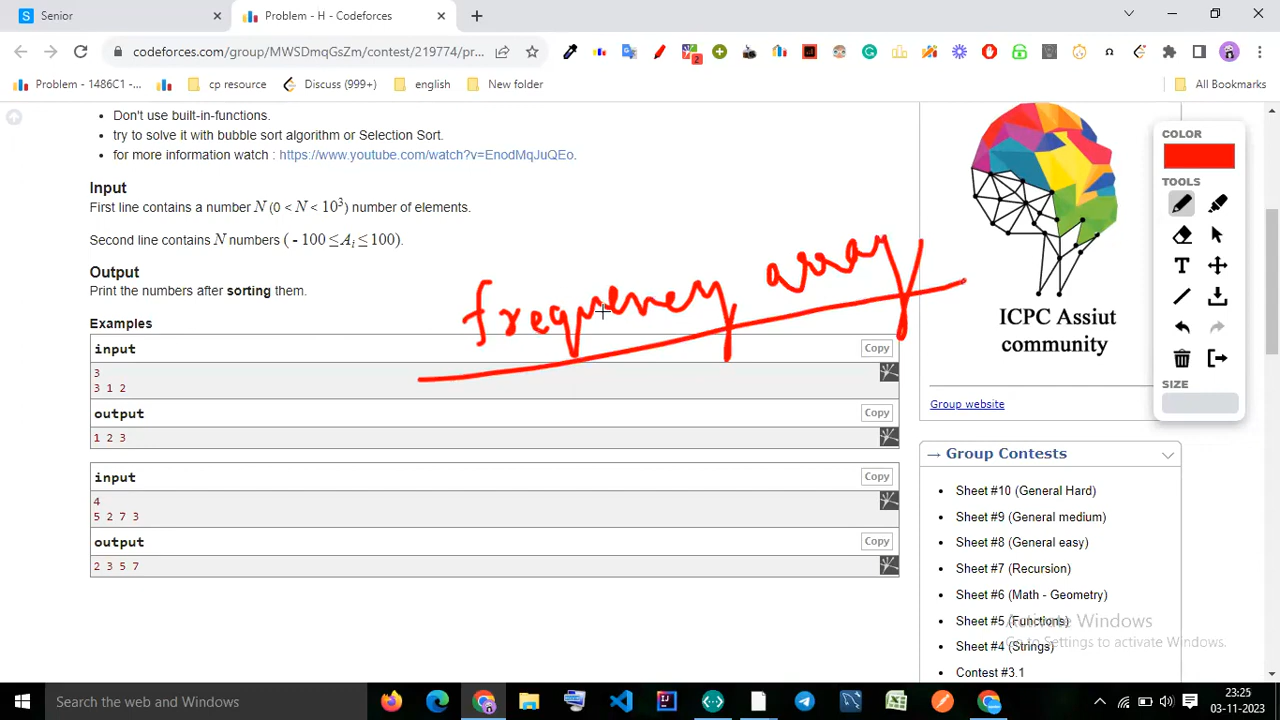 Senior
Problem - H - Codeforces
codeforces.com/group/MWSDmqGsZm/contest/219774/pr...
2
Problem - 1486C1 -...
cp resource
Discuss (999+)
english
New folder
All Bookmarks
Don't use built-in-functions.
try to solve it with bubble sort algorithm or Selection Sort.
for more information watch : https://www.youtube.com/watch?v=EnodMqJuQEo.
Input
First line contains a number N (0 < N < 10³) number of elements.
Second line contains N numbers ( - 100 ≤ Aᵢ ≤ 100).
Output
Print the numbers after sorting them.
frequency array
Examples
input
Copy
3
3 1 2
output
Copy
1 2 3
input
Copy
4
5 2 7 3
output
Copy
2 3 5 7
ICPC Assiut
community
Group website
→ Group Contests
Sheet #10 (General Hard)
Sheet #9 (General medium)
Sheet #8 (General easy)
Sheet #7 (Recursion)
Sheet #6 (Math - Geometry)
Sheet #5 (Functions)
Sheet #4 (Strings)
Contest #3.1
COLOR
TOOLS
T
SIZE
Activate Windows
Go to Settings to activate Windows.
Search the web and Windows
23:25
03-11-2023